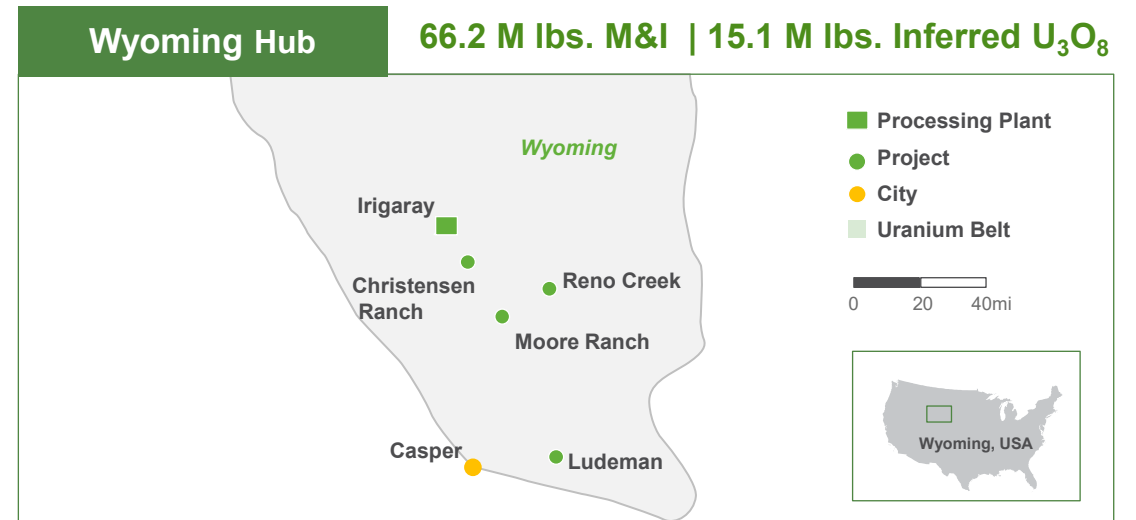 Wyoming Hub
66.2 M lbs. M&I | 15.1 M lbs. Inferred U₃O₈
Wyoming
Irigaray
Christensen
Ranch
Reno Creek
Moore Ranch
Casper
Ludeman
Processing Plant
Project
City
Uranium Belt
0 20 40mi
Wyoming, USA